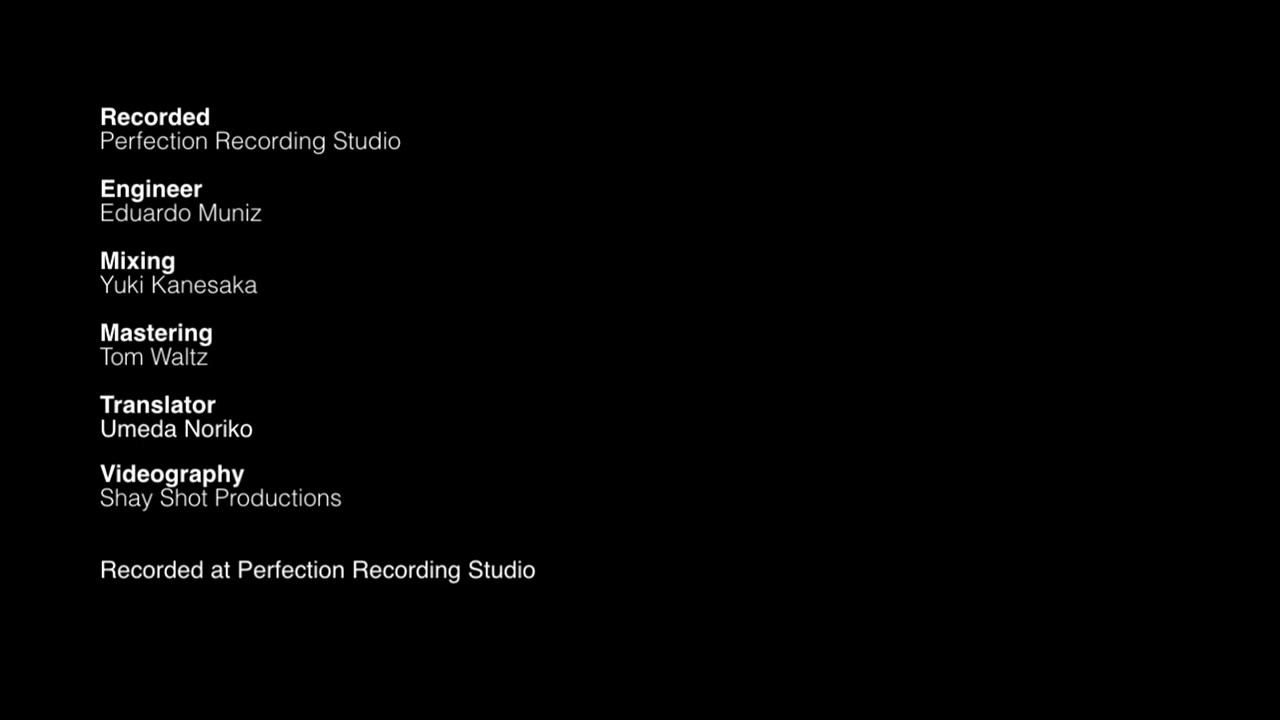 Recorded
Perfection Recording Studio
Engineer
Eduardo Muniz
Mixing
Yuki Kanesaka
Mastering
Tom Waltz
Translator
Umeda Noriko
Videography
Shay Shot Productions
Recorded at Perfection Recording Studio